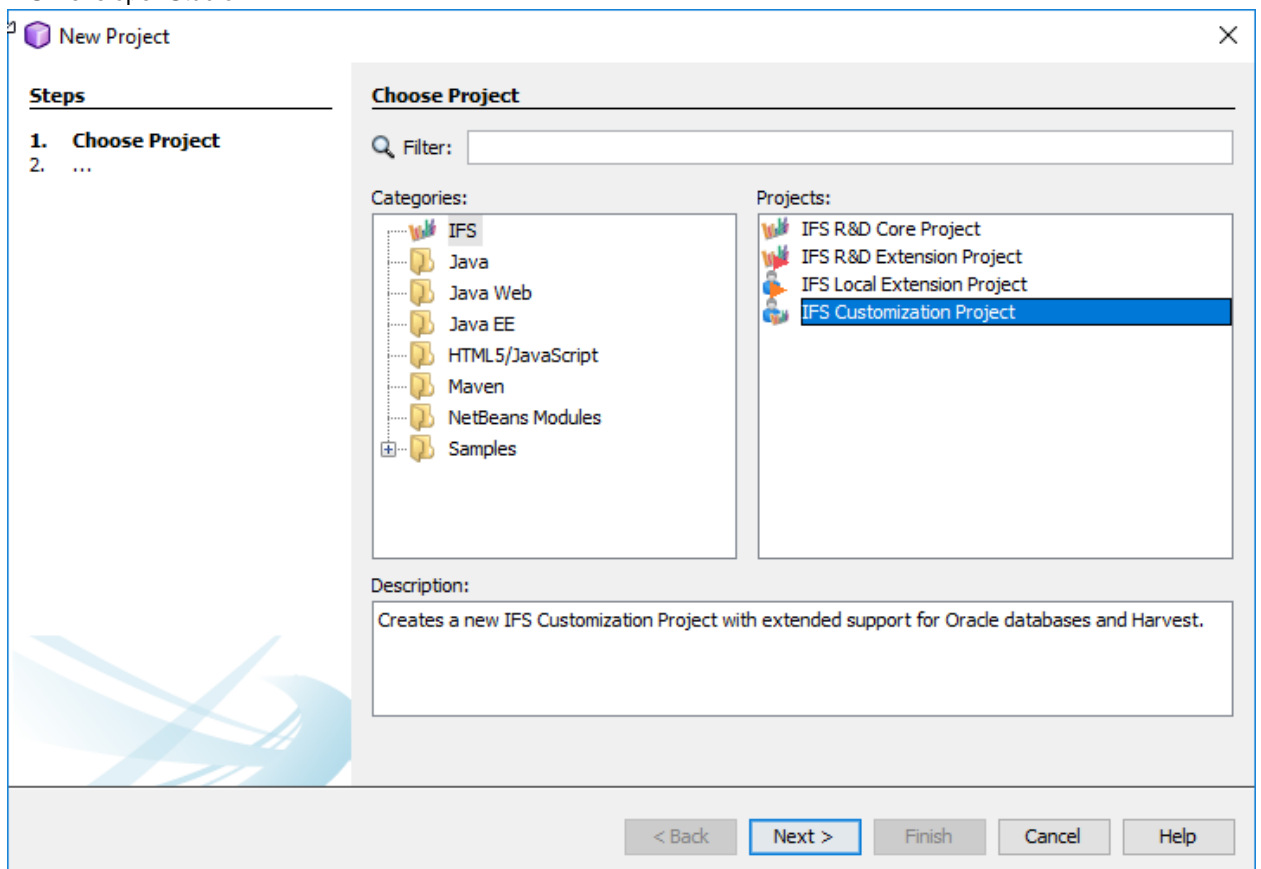 New Project
Steps
1. Choose Project
2. ...
Choose Project
Filter:
Categories:
IFS
Java
Java Web
Java EE
HTML5/JavaScript
Maven
NetBeans Modules
Samples
Projects:
IFS R&D Core Project
IFS R&D Extension Project
IFS Local Extension Project
IFS Customization Project
Description:
Creates a new IFS Customization Project with extended support for Oracle databases and Harvest.
< Back
Next >
Finish
Cancel
Help